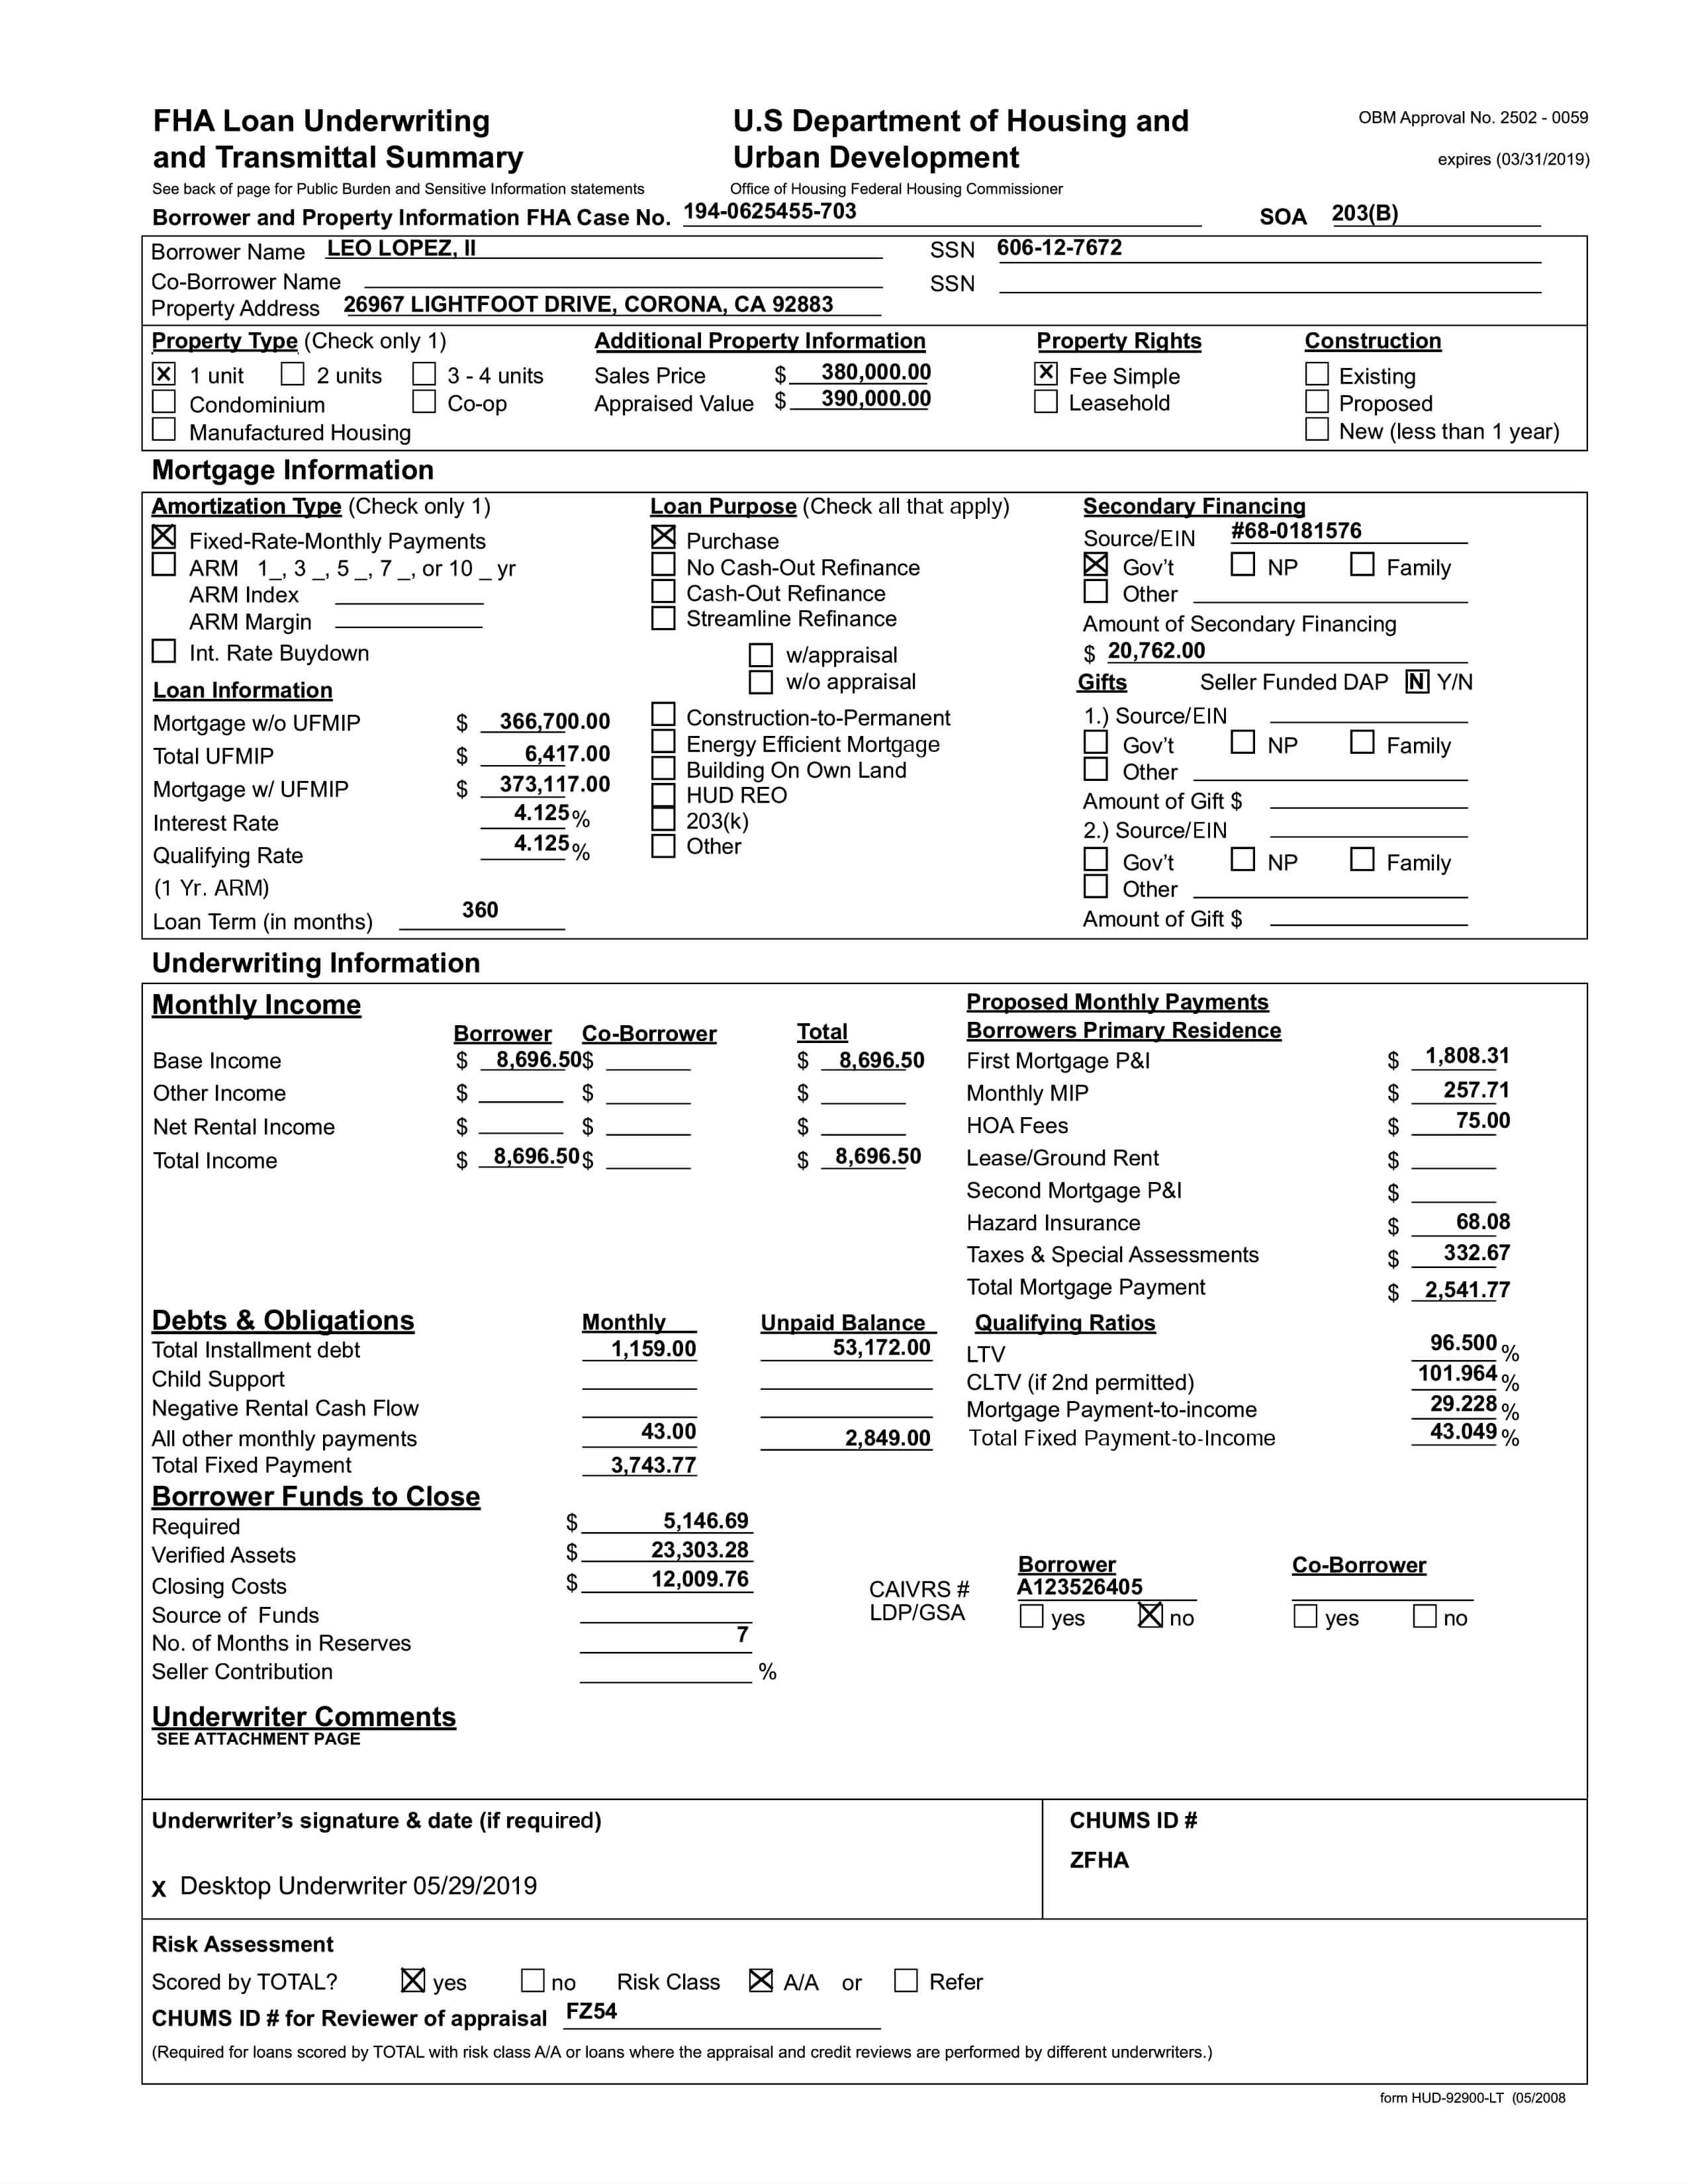 FHA Loan Underwriting
and Transmittal Summary
See back of page for Public Burden and Sensitive Information statements
U.S Department of Housing and
Urban Development
Office of Housing Federal Housing Commissioner
OBM Approval No. 2502 - 0059
expires (03/31/2019)
Borrower and Property Information FHA Case No. 194-0625455-703 SOA 203(B)
Borrower Name LEO LOPEZ, II SSN 606-12-7672
Co-Borrower Name SSN
Property Address 26967 LIGHTFOOT DRIVE, CORONA, CA 92883
Property Type (Check only 1)
X 1 unit 2 units 3 - 4 units
Condominium Co-op
Manufactured Housing
Additional Property Information
Sales Price $ 380,000.00
Appraised Value $ 390,000.00
Property Rights
X Fee Simple
Leasehold
Construction
Existing
Proposed
New (less than 1 year)
Mortgage Information
Amortization Type (Check only 1)
Fixed-Rate-Monthly Payments
ARM 1_, 3 _, 5 _, 7 _, or 10 _ yr
ARM Index
ARM Margin
Int. Rate Buydown
Loan Information
Mortgage w/o UFMIP $ 366,700.00
Total UFMIP $ 6,417.00
Mortgage w/ UFMIP $ 373,117.00
Interest Rate 4.125 %
Qualifying Rate 4.125 %
(1 Yr. ARM)
Loan Term (in months) 360
Loan Purpose (Check all that apply)
Purchase
No Cash-Out Refinance
Cash-Out Refinance
Streamline Refinance
w/appraisal
w/o appraisal
Construction-to-Permanent
Energy Efficient Mortgage
Building On Own Land
HUD REO
203(k)
Other
Secondary Financing
Source/EIN #68-0181576
Gov't NP Family
Other
Amount of Secondary Financing
$ 20,762.00
Gifts Seller Funded DAP N Y/N
1.) Source/EIN
Gov't NP Family
Other
Amount of Gift $
2.) Source/EIN
Gov't NP Family
Other
Amount of Gift $
Underwriting Information
Monthly Income
Borrower Co-Borrower Total
Base Income $ 8,696.50 $ $ 8,696.50
Other Income $ $ $
Net Rental Income $ $ $
Total Income $ 8,696.50 $ $ 8,696.50
Proposed Monthly Payments
Borrowers Primary Residence
First Mortgage P&I $ 1,808.31
Monthly MIP $ 257.71
HOA Fees $ 75.00
Lease/Ground Rent $
Second Mortgage P&I $
Hazard Insurance $ 68.08
Taxes & Special Assessments $ 332.67
Total Mortgage Payment $ 2,541.77
Debts & Obligations Monthly Unpaid Balance
Total Installment debt 1,159.00 53,172.00
Child Support
Negative Rental Cash Flow
All other monthly payments 43.00 2,849.00
Total Fixed Payment 3,743.77
Qualifying Ratios
LTV 96.500 %
CLTV (if 2nd permitted) 101.964 %
Mortgage Payment-to-income 29.228 %
Total Fixed Payment-to-Income 43.049 %
Borrower Funds to Close
Required $ 5,146.69
Verified Assets $ 23,303.28
Closing Costs $ 12,009.76
Source of Funds
No. of Months in Reserves 7
Seller Contribution %
Borrower Co-Borrower
CAIVRS # A123526405
LDP/GSA yes no yes no
Underwriter Comments
SEE ATTACHMENT PAGE
Underwriter's signature & date (if required)
x Desktop Underwriter 05/29/2019
CHUMS ID #
ZFHA
Risk Assessment
Scored by TOTAL? yes no Risk Class A/A or Refer
CHUMS ID # for Reviewer of appraisal FZ54
(Required for loans scored by TOTAL with risk class A/A or loans where the appraisal and credit reviews are performed by different underwriters.)
form HUD-92900-LT (05/2008